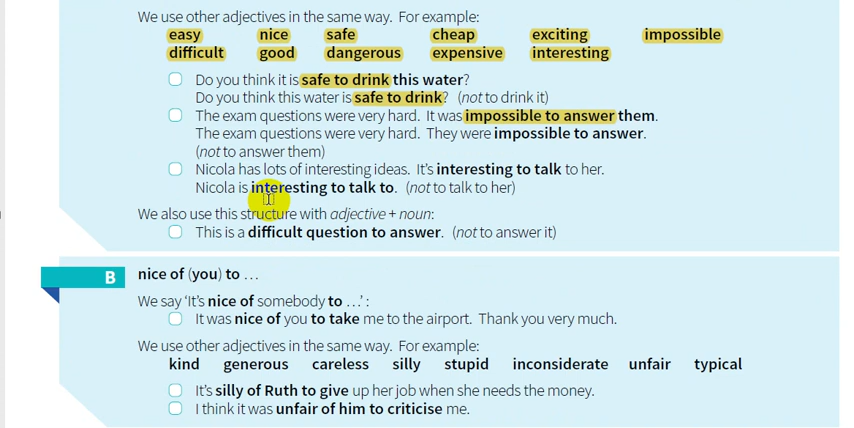 We use other adjectives in the same way. For example:
easy nice safe cheap exciting impossible
difficult good dangerous expensive interesting
Do you think it is safe to drink this water?
Do you think this water is safe to drink? (not to drink it)
The exam questions were very hard. It was impossible to answer them.
The exam questions were very hard. They were impossible to answer.
(not to answer them)
Nicola has lots of interesting ideas. It's interesting to talk to her.
Nicola is interesting to talk to. (not to talk to her)
We also use this structure with adjective + noun:
This is a difficult question to answer. (not to answer it)
B nice of (you) to …
We say ‘It's nice of somebody to …’:
It was nice of you to take me to the airport. Thank you very much.
We use other adjectives in the same way. For example:
kind generous careless silly stupid inconsiderate unfair typical
It's silly of Ruth to give up her job when she needs the money.
I think it was unfair of him to criticise me.